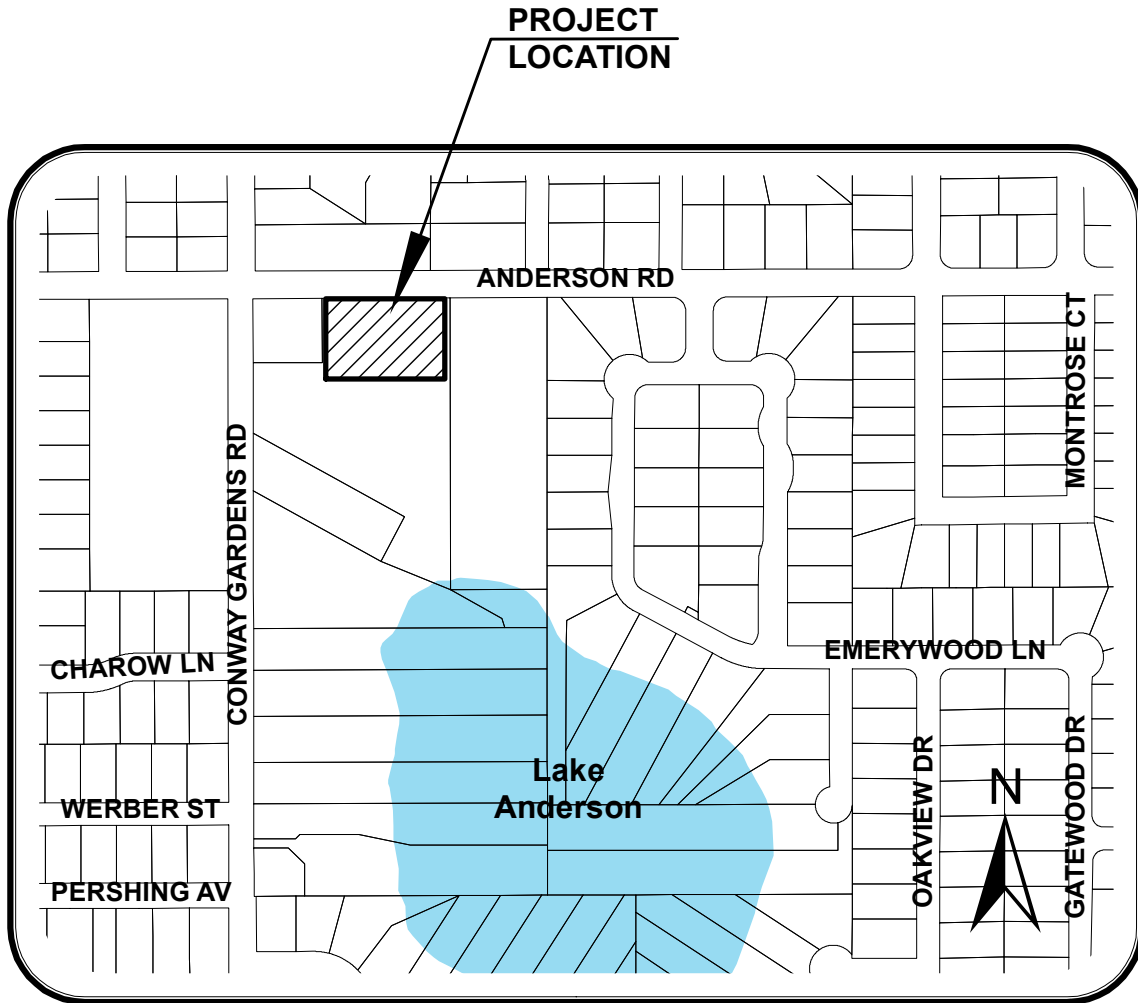 PROJECT
LOCATION
ANDERSON RD
MONTROSE CT
CONWAY GARDENS RD
CHAROW LN
EMERYWOOD LN
Lake
Anderson
OAKVIEW DR
N
GATEWOOD DR
WERBER ST
PERSHING AV